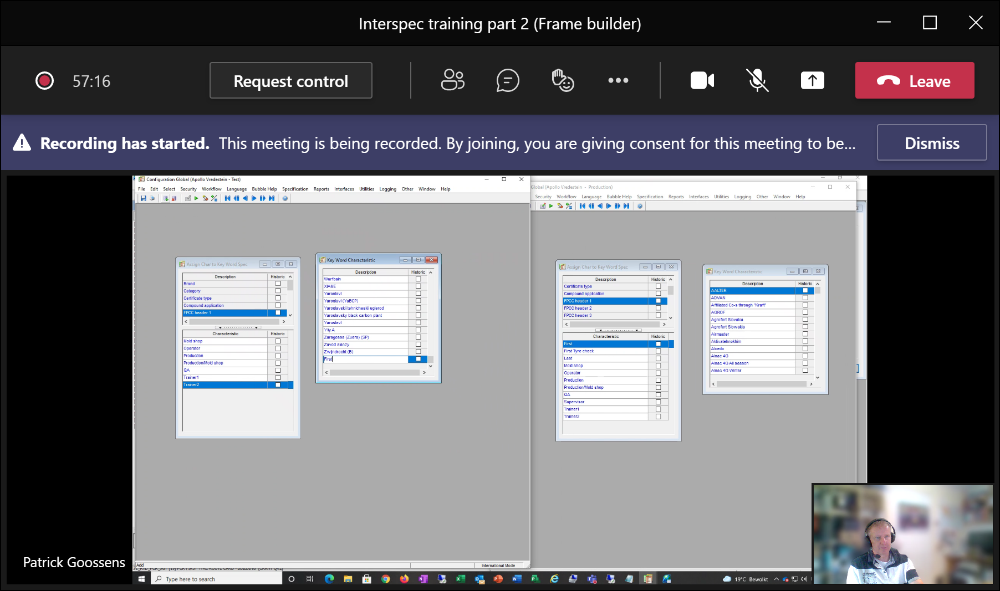 Interspec training part 2 (Frame builder)
57:16
Request control
Leave
Recording has started. This meeting is being recorded. By joining, you are giving consent for this meeting to be...
Dismiss
Configuration Global (Apollo Vredestein - Test)
File Edit Select Security Workflow Language Bubble Help Specification Reports Interfaces Utilities Logging Other Window Help
Global (Apollo Vredestein - Production)
Security Workflow Language Bubble Help Specification Reports Interfaces Utilities Logging Other Window Help
Assign Char to Key Word Spec
Description Historic
Brand
Category
Certificate type
Compound application
FPCC header 1
Characteristic Historic
Mold shop
Operator
Production
Production/Mold shop
QA
Trainer1
Trainer2
Key Word Characteristic
Description Historic
Wurfbain
XIAME
Yaroslavl
Yaroslavl (YaBCP)
Yaroslavskii tehnicheskii uglerod
Yaroslavsky black carbon plant
Yaruslavl
Yliy A
Zaragossa (Zuera) (SP)
Zavod slanzy
Zwijndrecht (B)
First
Assign Char to Key Word Spec
Description Historic
Certificate type
Compound application
FPCC header 1
FPCC header 2
FPCC header 3
Characteristic Historic
First
First Tyre check
Last
Mold shop
Operator
Production
Production/Mold shop
QA
Supervisor
Trainer1
Trainer2
Key Word Characteristic
Description Historic
AALTER
ADVAN
Affiliated Co-s through "Kraft"
AGROF
Agrofert Slovakia
Agrofert Slowakia
Airmaster
Aktivatehnokhim
Alcedo
Alnac 4G
Alnac 4G All season
Alnac 4G Winter
Patrick Goossens
Add
International Mode
Type here to search
19°C Bewolkt